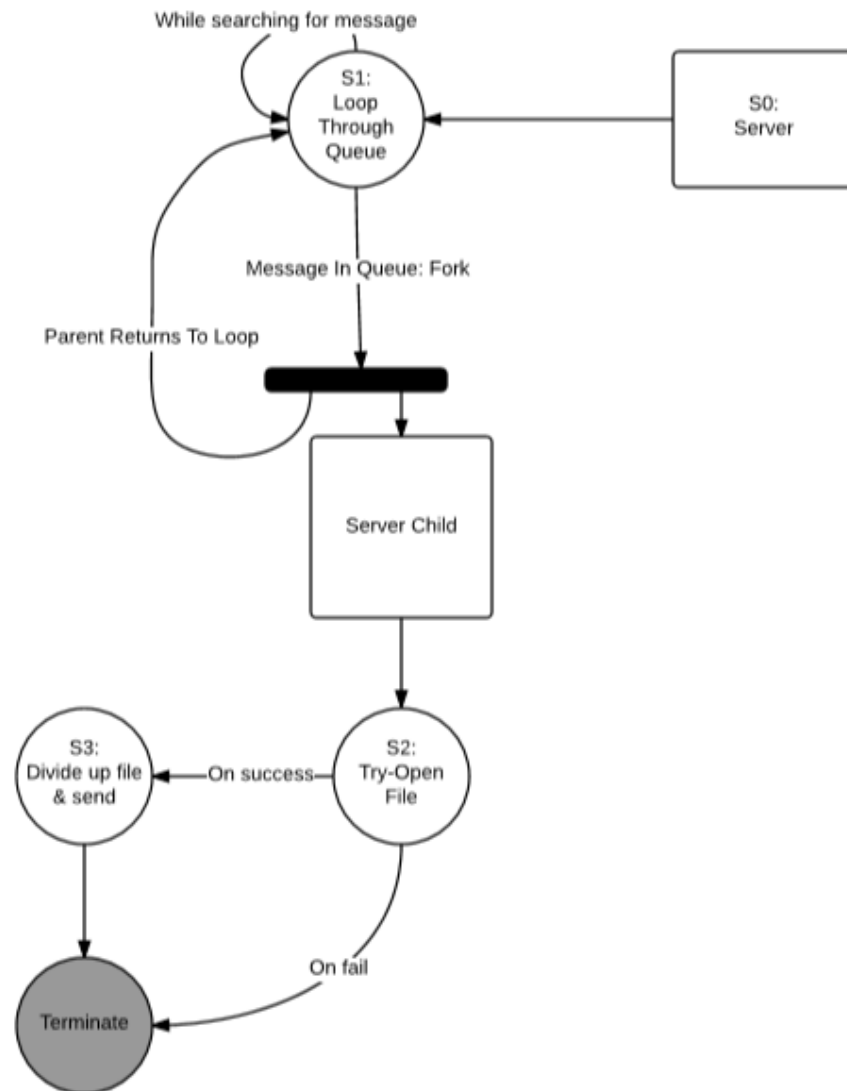 While searching for message
S1:
Loop
Through
Queue
S0:
Server
Message In Queue: Fork
Parent Returns To Loop
Server Child
S3:
Divide up file
& send
On success
S2:
Try-Open
File
On fail
Terminate